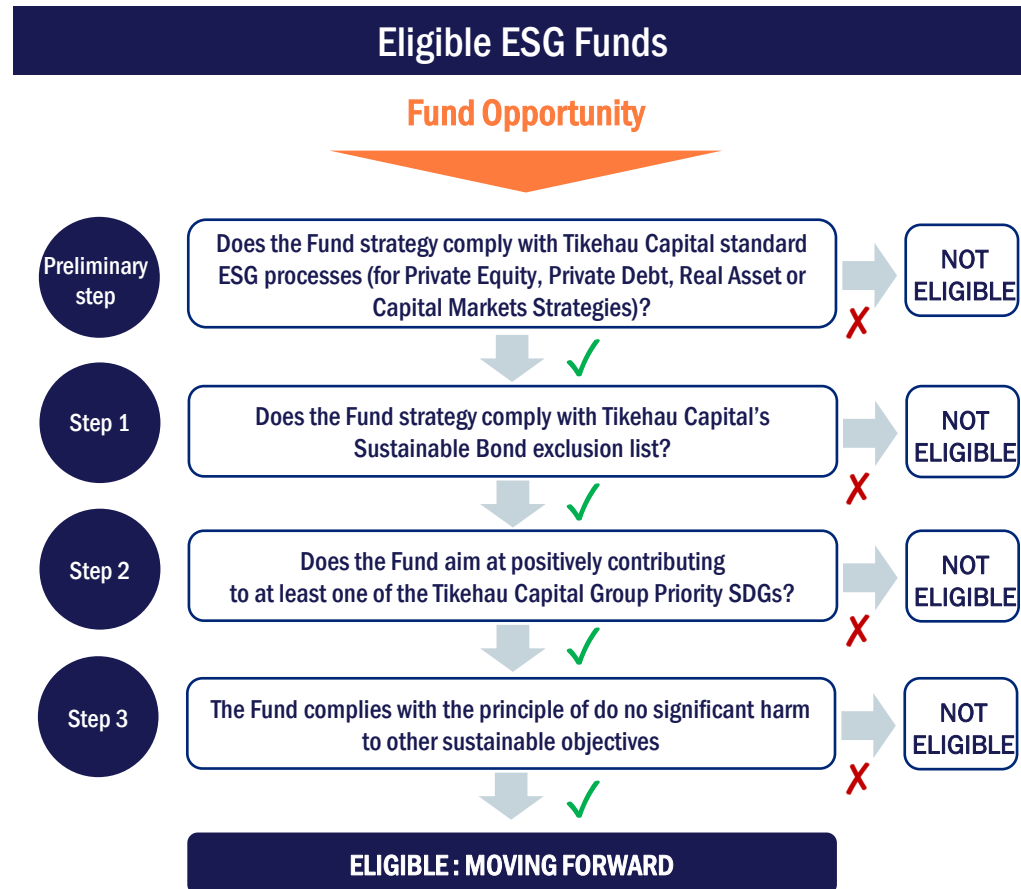 Eligible ESG Funds
Fund Opportunity
Preliminary
step
Does the Fund strategy comply with Tikehau Capital standard
ESG processes (for Private Equity, Private Debt, Real Asset or
Capital Markets Strategies)?
NOT
ELIGIBLE
Step 1
Does the Fund strategy comply with Tikehau Capital's
Sustainable Bond exclusion list?
NOT
ELIGIBLE
Step 2
Does the Fund aim at positively contributing
to at least one of the Tikehau Capital Group Priority SDGs?
NOT
ELIGIBLE
Step 3
The Fund complies with the principle of do no significant harm
to other sustainable objectives
NOT
ELIGIBLE
ELIGIBLE : MOVING FORWARD